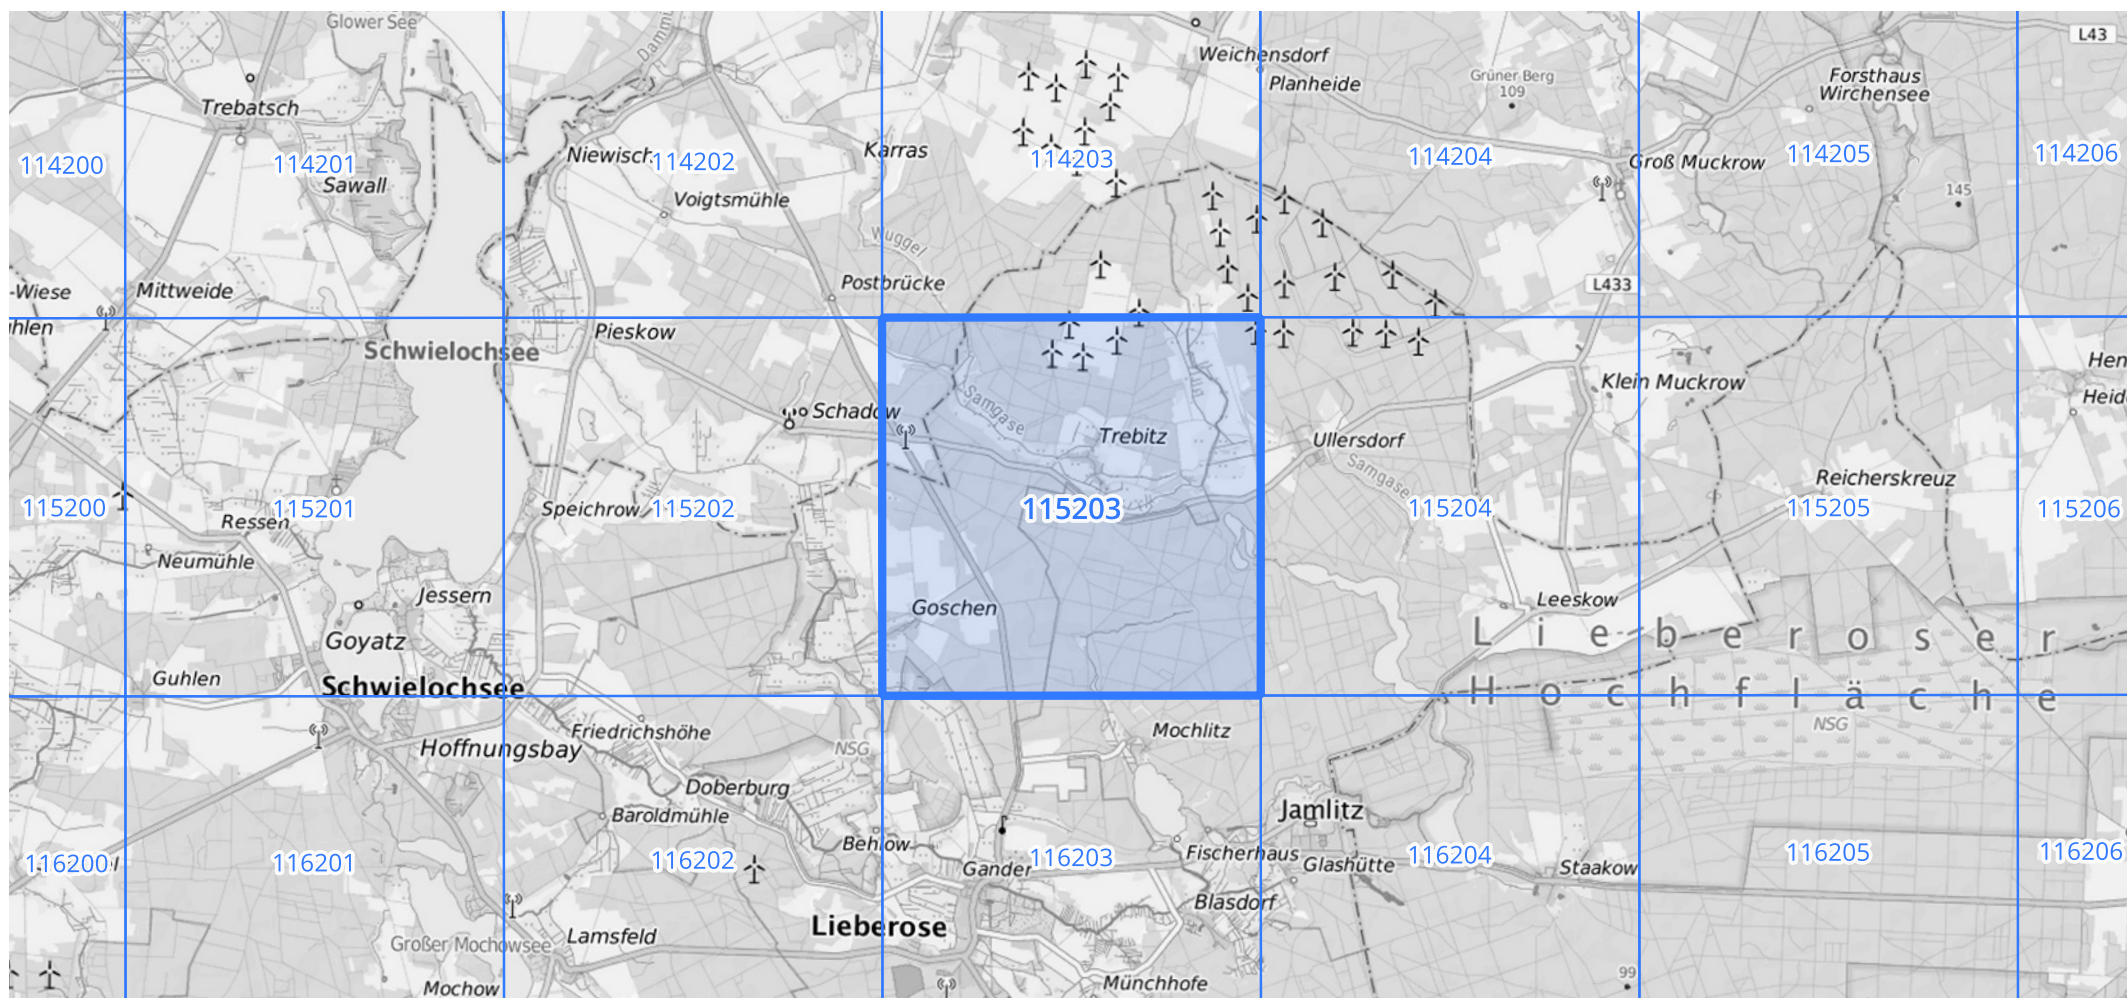 Glower See
L43
Weichensdorf
Forsthaus
Wirchensee
Grüner Berg
109
Planheide
Trebatsch
Niewisch
Karras
114200
114201
114202
114203
114204
114205
114206
Groß Muckrow
Sawall
145
Voigtsmühle
Wuggel
Postbrücke
-Wiese
Mittweide
L433
Pieskow
Schwielochsee
Hen
Klein Muckrow
Heid
Samgase
Schadow
Trebitz
Ullersdorf
Samgase
Reicherskreuz
115200
115201
115202
115203
115204
115205
115206
Ressen
Speichrow
Neumühle
Jessern
Goschen
Leeskow
Goyatz
Lieberoser
Guhlen
Schwielochsee
Hochfläche
NSG
Friedrichshöhe
Mochlitz
Hoffnungsbay
NSG
Doberburg
Jamlitz
Baroldmühle
Behlow
116200
116201
116202
116203
116204
116205
116206
Fischerhaus
Gander
Glashütte
Staakow
Blasdorf
Lieberose
Lamsfeld
Großer Mochowsee
99
Mochow
Münchhofe